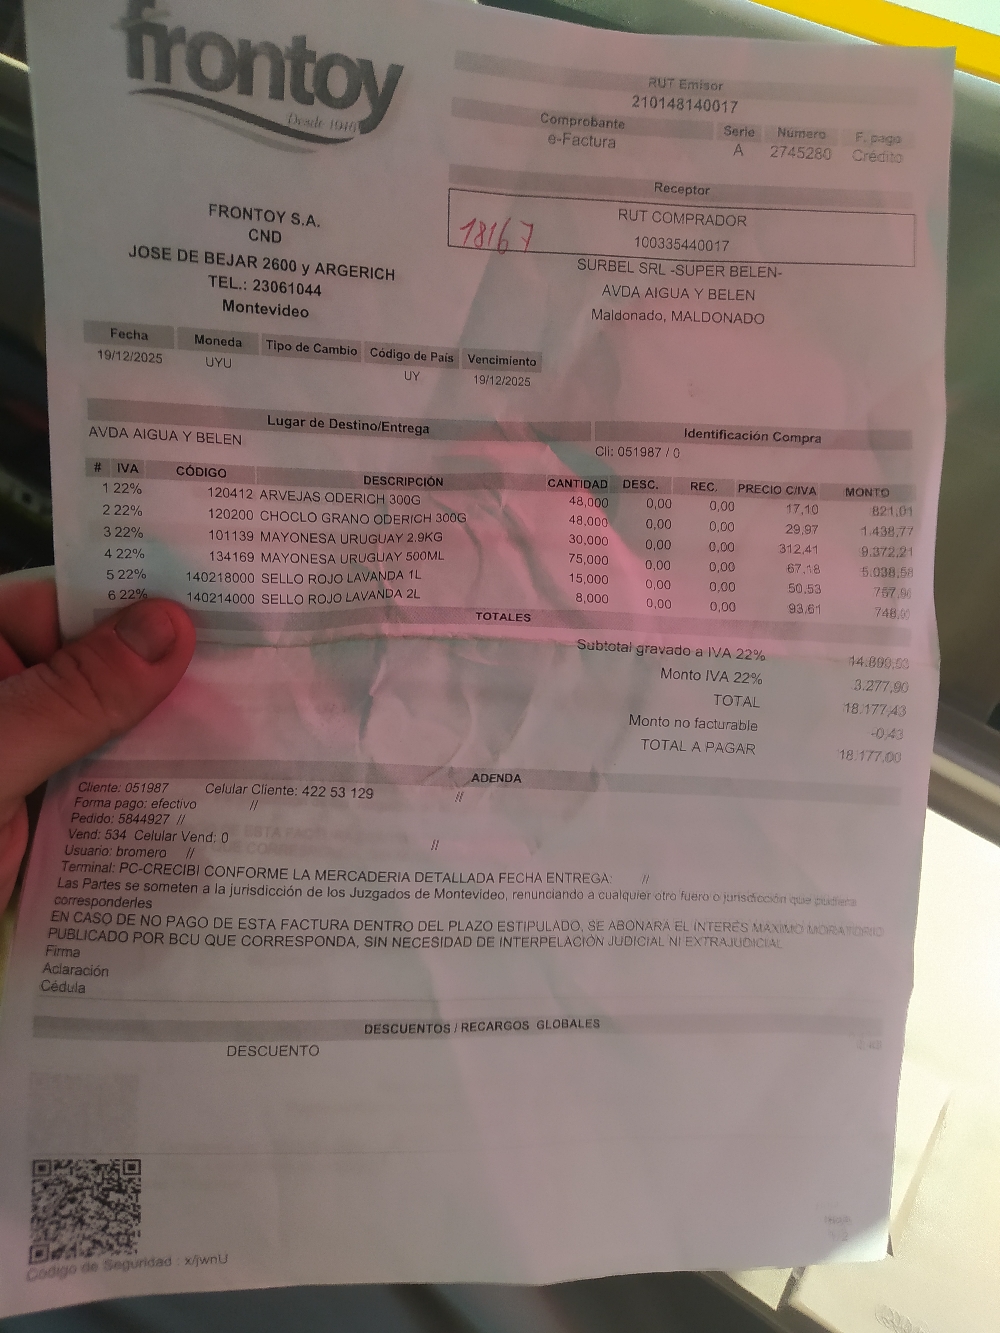 frontoy
Desde 1946
RUT Emisor
210148140017
Comprobante Serie Número F. pago
e-Factura A 2745280 Crédito
Receptor
RUT COMPRADOR
18167
100335440017
SURBEL SRL -SUPER BELEN-
AVDA AIGUA Y BELEN
Maldonado, MALDONADO
FRONTOY S.A.
CND
JOSE DE BEJAR 2600 y ARGERICH
TEL.: 23061044
Montevideo
Fecha Moneda Tipo de Cambio Código de País Vencimiento
19/12/2025 UYU UY 19/12/2025
Lugar de Destino/Entrega Identificación Compra
AVDA AIGUA Y BELEN Cli: 051987 / 0
# IVA CÓDIGO DESCRIPCIÓN CANTIDAD DESC. REC. PRECIO C/IVA MONTO
1 22% 120412 ARVEJAS ODERICH 300G 48,000 0,00 0,00 17,10 821,01
2 22% 120200 CHOCLO GRANO ODERICH 300G 48,000 0,00 0,00 29,97 1.438,77
3 22% 101139 MAYONESA URUGUAY 2.9KG 30,000 0,00 0,00 312,41 9.372,21
4 22% 134169 MAYONESA URUGUAY 500ML 75,000 0,00 0,00 67,18 5.038,58
5 22% 140218000 SELLO ROJO LAVANDA 1L 15,000 0,00 0,00 50,53
6 22% 140214000 SELLO ROJO LAVANDA 2L 8,000 0,00 0,00 93,61
TOTALES
Subtotal gravado a IVA 22%
Monto IVA 22% 3.277,90
TOTAL 18.177,43
Monto no facturable -0,43
TOTAL A PAGAR 18.177,00
ADENDA
Cliente: 051987 Celular Cliente: 422 53 129 //
Forma pago: efectivo //
Pedido: 5844927 //
Vend: 534 Celular Vend: 0 //
Usuario: bromero //
Terminal: PC-CRECIBI CONFORME LA MERCADERIA DETALLADA FECHA ENTREGA: //
Las Partes se someten a la jurisdicción de los Juzgados de Montevideo, renunciando a cualquier otro fuero o jurisdicción que pudiera
corresponderles
EN CASO DE NO PAGO DE ESTA FACTURA DENTRO DEL PLAZO ESTIPULADO, SE ABONARA EL INTERÉS MAXIMO MORATORIO
PUBLICADO POR BCU QUE CORRESPONDA, SIN NECESIDAD DE INTERPELACIÓN JUDICIAL NI EXTRAJUDICIAL
Firma
Aclaración
Cédula
DESCUENTOS / RECARGOS GLOBALES
DESCUENTO
Código de Seguridad : x/jwnU